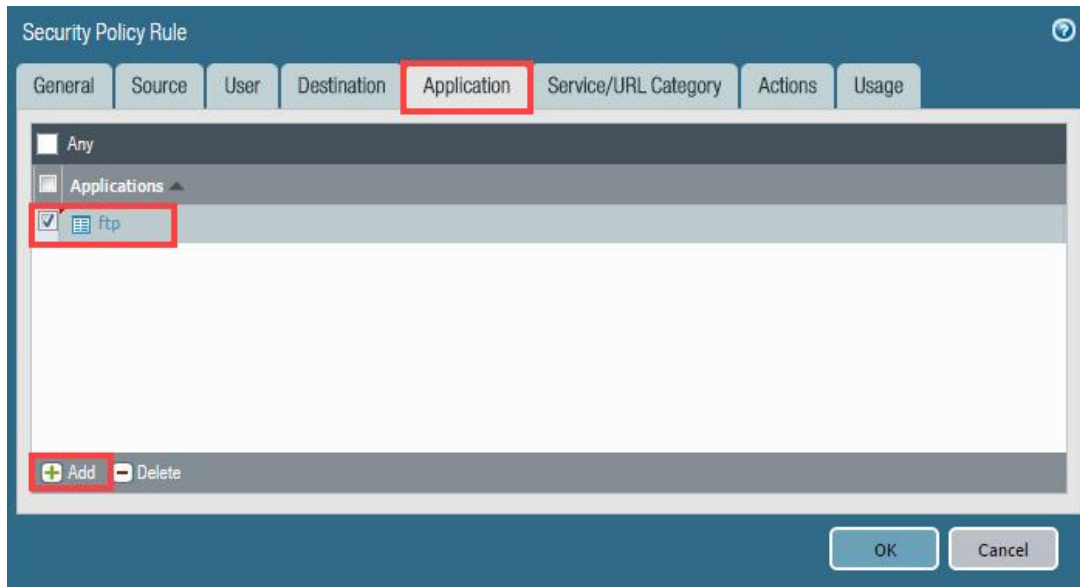 Security Policy Rule
General Source User Destination Application Service/URL Category Actions Usage
Any
Applications
ftp
Add Delete
OK Cancel